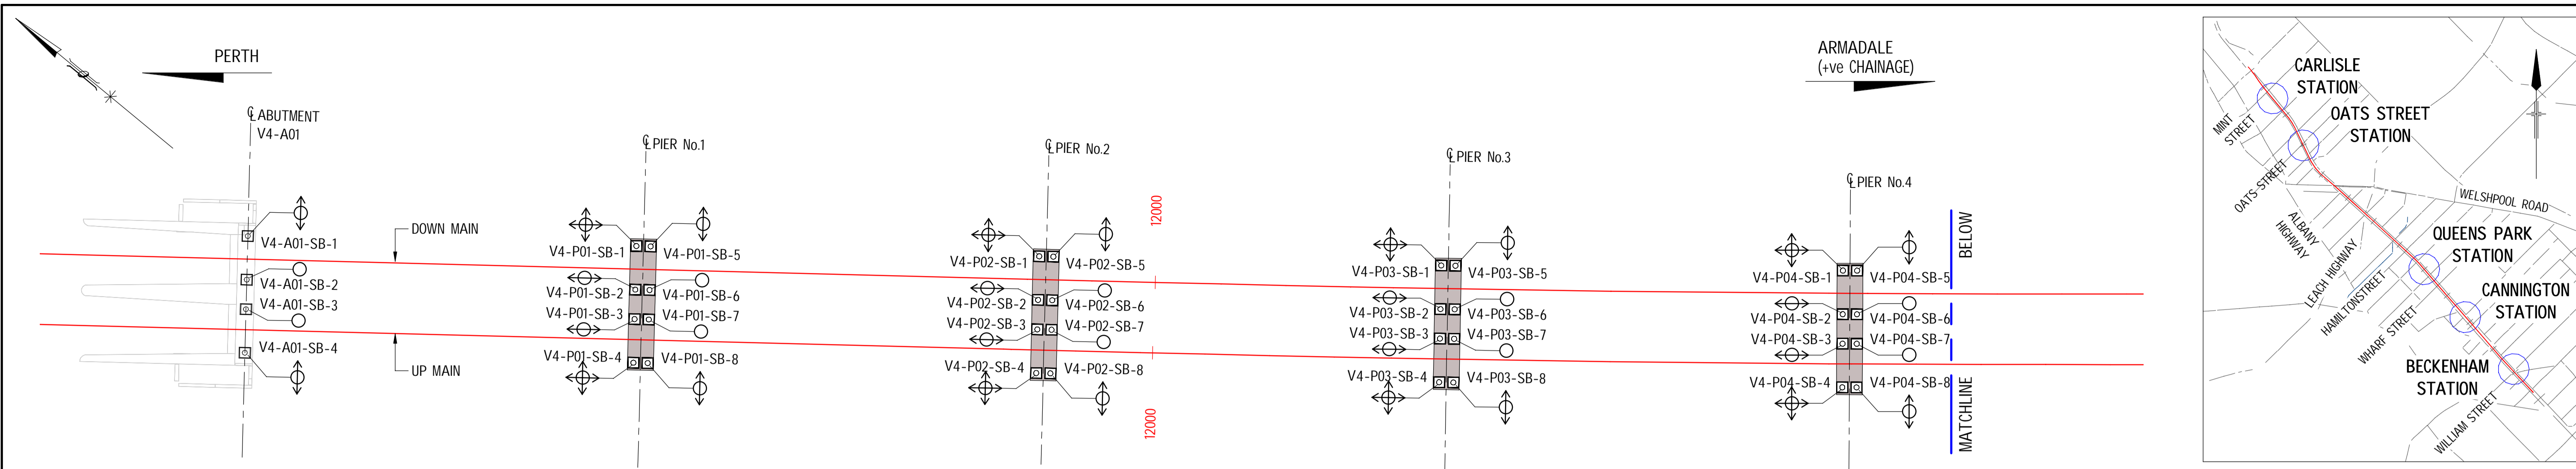 PERTH
℄ ABUTMENT
V4-A01
V4-A01-SB-1
V4-A01-SB-2
V4-A01-SB-3
V4-A01-SB-4
DOWN MAIN
UP MAIN
℄ PIER No.1
V4-P01-SB-1
V4-P01-SB-5
V4-P01-SB-2
V4-P01-SB-6
V4-P01-SB-3
V4-P01-SB-7
V4-P01-SB-4
V4-P01-SB-8
℄ PIER No.2
V4-P02-SB-1
V4-P02-SB-5
V4-P02-SB-2
V4-P02-SB-6
V4-P02-SB-3
V4-P02-SB-7
V4-P02-SB-4
V4-P02-SB-8
12000
12000
℄ PIER No.3
V4-P03-SB-1
V4-P03-SB-5
V4-P03-SB-2
V4-P03-SB-6
V4-P03-SB-3
V4-P03-SB-7
V4-P03-SB-4
V4-P03-SB-8
ARMADALE
(+ve CHAINAGE)
℄ PIER No.4
V4-P04-SB-1
V4-P04-SB-5
V4-P04-SB-2
V4-P04-SB-6
V4-P04-SB-3
V4-P04-SB-7
V4-P04-SB-4
V4-P04-SB-8
MATCHLINE
BELOW
CARLISLE
STATION
MINT
STREET
OATS STREET
STATION
OATS STREET
WELSHPOOL ROAD
ALBANY
HIGHWAY
LEACH HIGHWAY
QUEENS PARK
STATION
HAMILTONSTREET
CANNINGTON
STATION
WHARF STREET
BECKENHAM
STATION
WILLIAM STREET